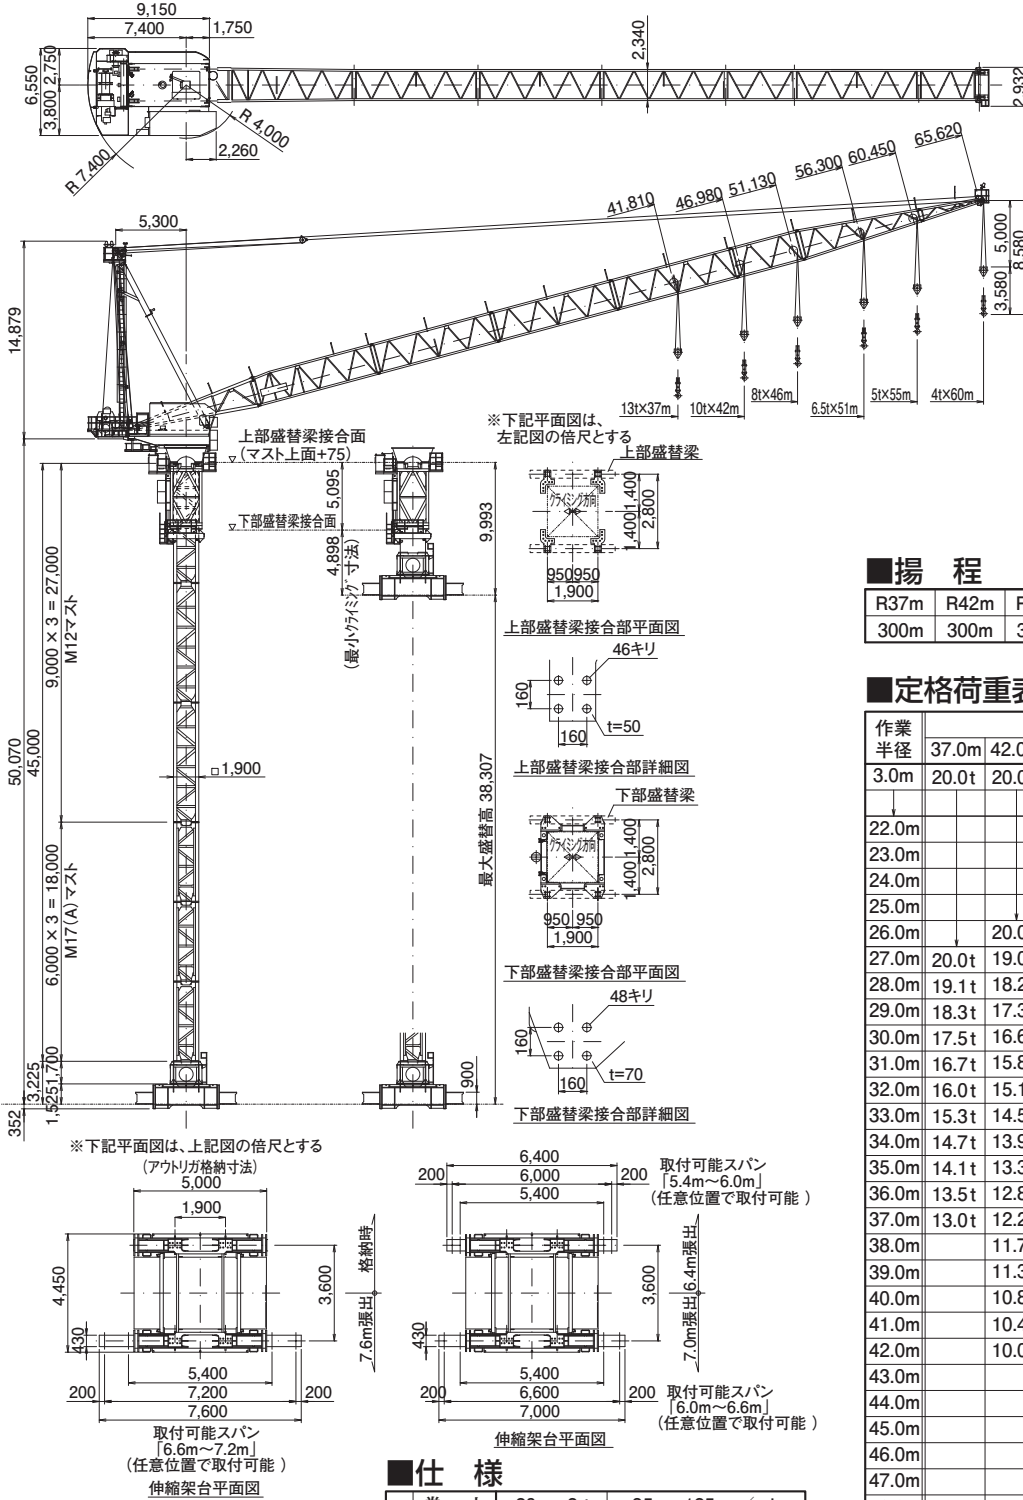 9,150
7,400
1,750
6,550
2,750
3,800
R 4,000
R 7,400
2,260
2,340
2,932
5,300
14,879
41,810
46,980
51,130
56,300
60,450
65,620
5,000
3,580
8,580
13t×37m
10t×42m
8t×46m
6.5t×51m
5t×55m
4t×60m
※下記平面図は、
左記図の倍尺とする
上部盛替梁接合面
(マスト上面+75)
下部盛替梁接合面
5,095
4,898
(最小クライミング寸法)
9,993
50,070
45,000
9,000 × 3 = 27,000
M12マスト
6,000 × 3 = 18,000
M17(A)マスト
□1,900
3,225
1,700
1,525
352
最大盛替高 38,307
900
上部盛替梁
クライミング方向
1,400
1,400
2,800
950
950
1,900
上部盛替梁接合部平面図
46キリ
160
160
t=50
上部盛替梁接合部詳細図
下部盛替梁
クライミング方向
1,400
1,400
2,800
950
950
1,900
下部盛替梁接合部平面図
48キリ
160
160
t=70
下部盛替梁接合部詳細図
※下記平面図は、上記図の倍尺とする
(アウトリガ格納寸法)
5,000
1,900
4,450
430
3,600
7.6m張出
格納時
5,400
200
7,200
200
7,600
取付可能スパン
「6.6m～7.2m」
(任意位置で取付可能 )
伸縮架台平面図
6,400
200
6,000
200
5,400
取付可能スパン
「5.4m～6.0m」
(任意位置で取付可能 )
430
3,600
7.0m張出
6.4m張出
5,400
200
6,600
200
7,000
取付可能スパン
「6.0m～6.6m」
(任意位置で取付可能 )
伸縮架台平面図
■仕 様
■揚 程
R37m R42m
300m 300m
■定格荷重表
作業
半径 37.0m 42.0
3.0m 20.0t 20.0
22.0m
23.0m
24.0m
25.0m
26.0m 20.0
27.0m 20.0t 19.0
28.0m 19.1t 18.2
29.0m 18.3t 17.3
30.0m 17.5t 16.6
31.0m 16.7t 15.8
32.0m 16.0t 15.1
33.0m 15.3t 14.5
34.0m 14.7t 13.9
35.0m 14.1t 13.3
36.0m 13.5t 12.8
37.0m 13.0t 12.2
38.0m 11.7
39.0m 11.3
40.0m 10.8
41.0m 10.4
42.0m 10.0
43.0m
44.0m
45.0m
46.0m
47.0m